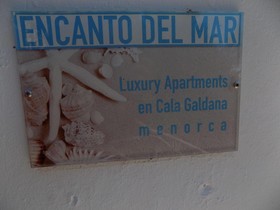 ENCANTO DEL MAR
Luxury Apartments
en Cala Galdana
menorca